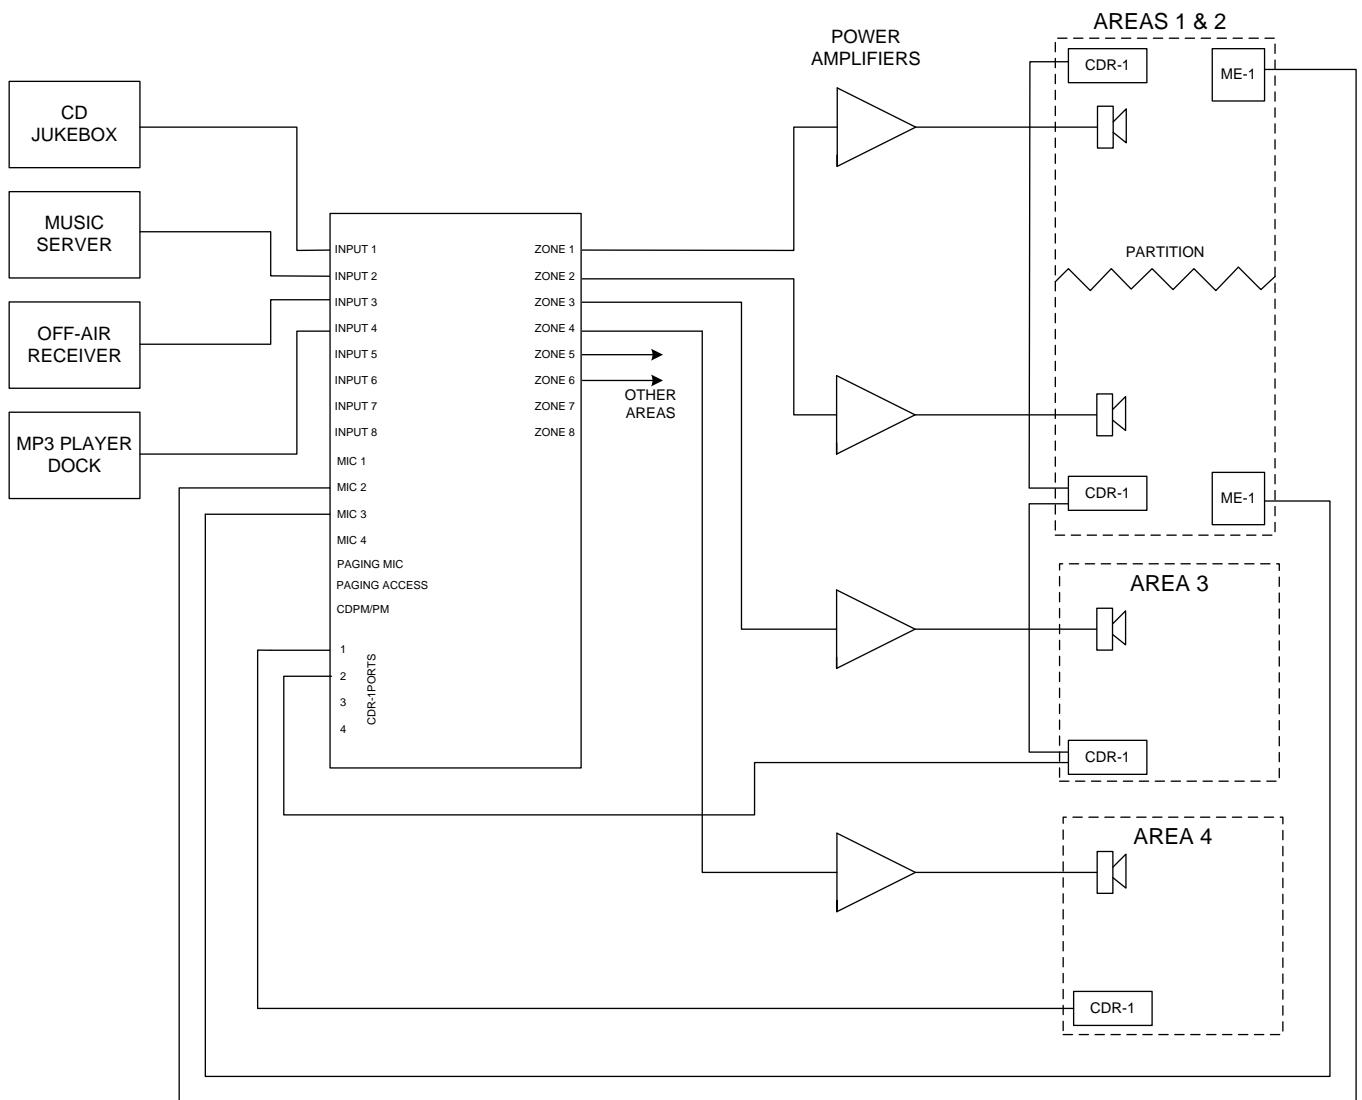 AREAS 1 & 2
POWER
AMPLIFIERS
CDR-1
ME-1
CD
JUKEBOX
MUSIC
SERVER
OFF-AIR
RECEIVER
MP3 PLAYER
DOCK
INPUT 1
INPUT 2
INPUT 3
INPUT 4
INPUT 5
INPUT 6
INPUT 7
INPUT 8
MIC 1
MIC 2
MIC 3
MIC 4
PAGING MIC
PAGING ACCESS
CDPM/PM
1
2
3
4
CDR-1PORTS
ZONE 1
ZONE 2
ZONE 3
ZONE 4
ZONE 5
ZONE 6
ZONE 7
ZONE 8
OTHER
AREAS
PARTITION
CDR-1
ME-1
AREA 3
CDR-1
AREA 4
CDR-1